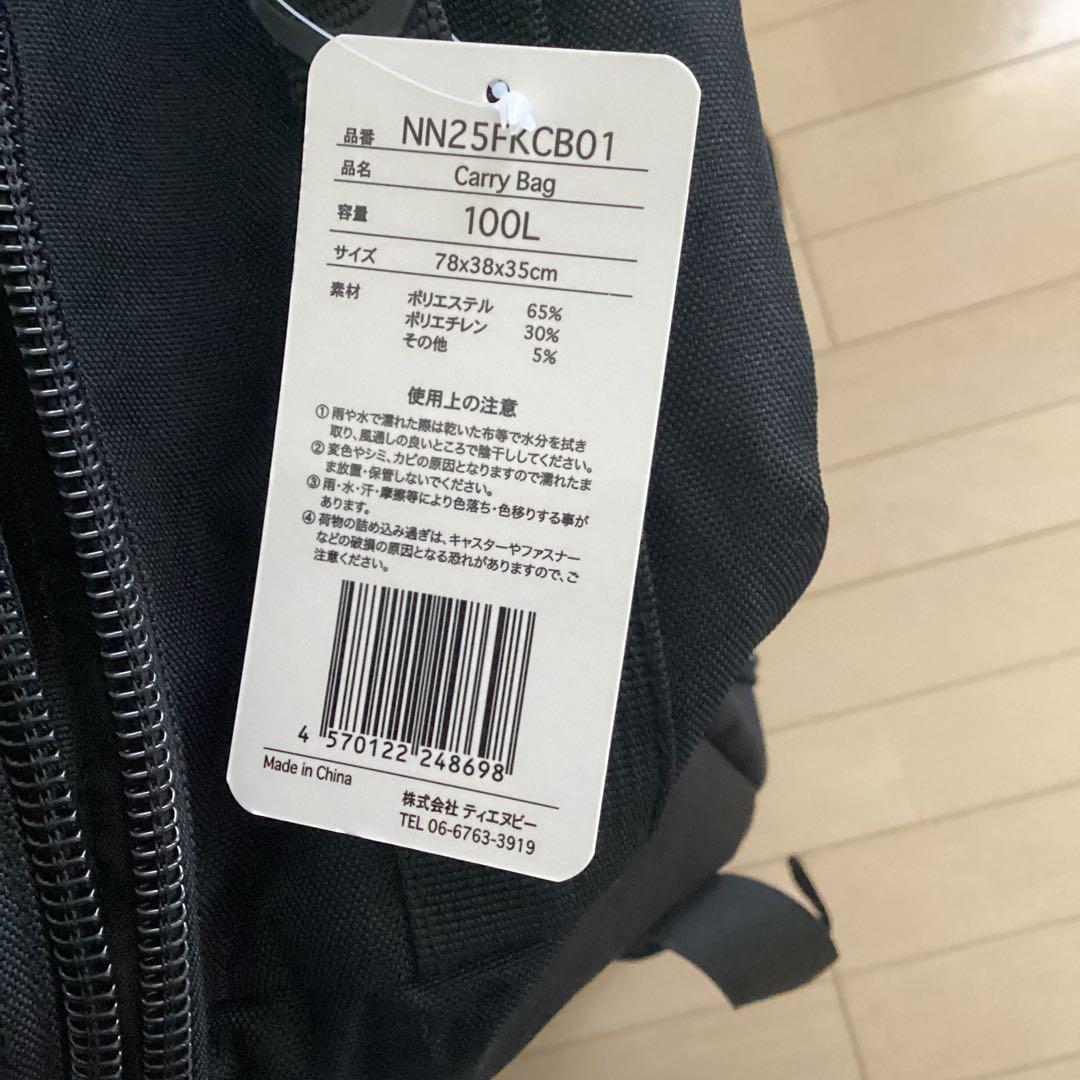 品番 NN25FKCB01
品名 Carry Bag
容量 100L
サイズ 78x38x35cm
素材 ポリエステル 65%
ポリエチレン 30%
その他 5%
使用上の注意
① 雨や水で濡れた際は乾いた布等で水分を拭き
取り、風通しの良いところで陰干ししてください。
② 変色やシミ、カビの原因となりますので濡れたま
ま放置・保管しないでください。
③ 雨・水・汗・摩擦等により色落ち・色移りする事が
あります。
④ 荷物の詰め込み過ぎは、キャスターやファスナー
などの破損の原因となる恐れがありますので、ご
注意ください。
4 570122 248698
Made in China
株式会社 ティエヌピー
TEL 06-6763-3919